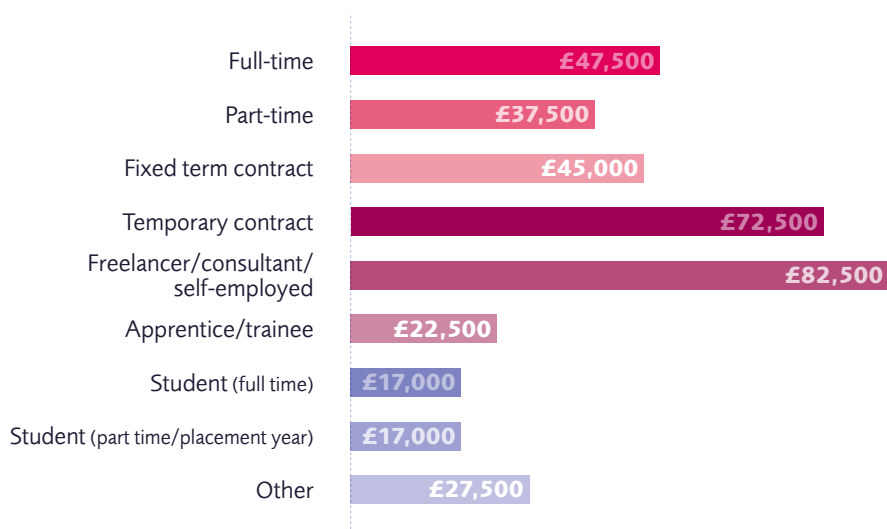 Full-time £47,500
Part-time £37,500
Fixed term contract £45,000
Temporary contract £72,500
Freelancer/consultant/
self-employed £82,500
Apprentice/trainee £22,500
Student (full time) £17,000
Student (part time/placement year) £17,000
Other £27,500